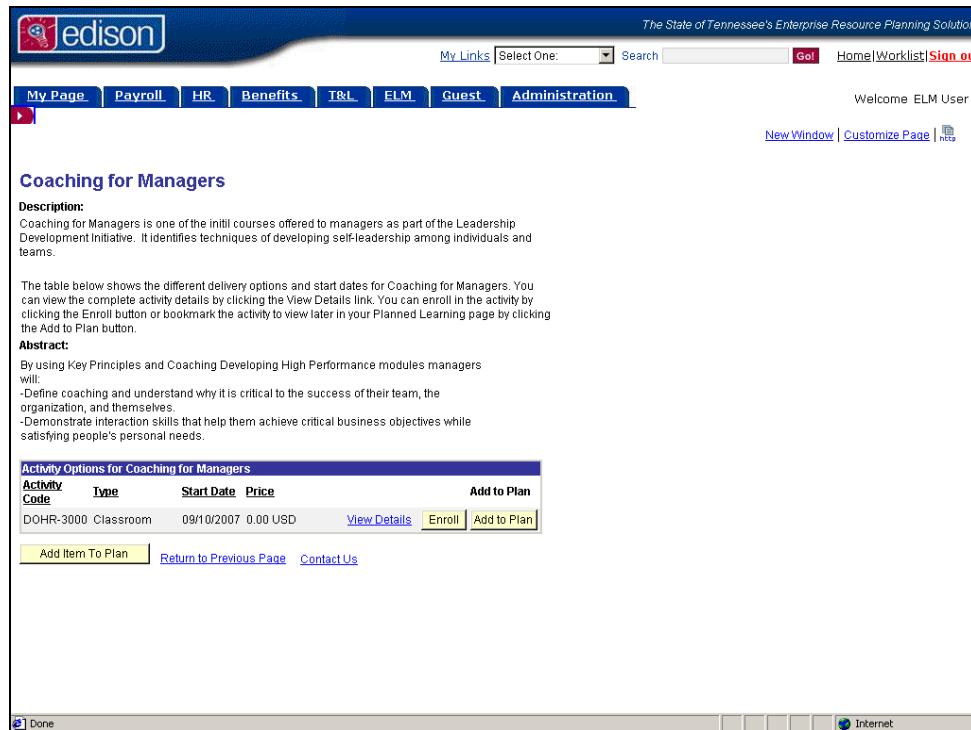 edison
The State of Tennessee's Enterprise Resource Planning Solution
My Links Select One: Search Go! Home|Worklist|Sign ou
My Page Payroll HR Benefits T&L ELM Guest Administration
Welcome ELM User
New Window | Customize Page | http
Coaching for Managers
Description:
Coaching for Managers is one of the initil courses offered to managers as part of the Leadership
Development Initiative. It identifies techniques of developing self-leadership among individuals and
teams.
The table below shows the different delivery options and start dates for Coaching for Managers. You
can view the complete activity details by clicking the View Details link. You can enroll in the activity by
clicking the Enroll button or bookmark the activity to view later in your Planned Learning page by clicking
the Add to Plan button.
Abstract:
By using Key Principles and Coaching Developing High Performance modules managers
will:
-Define coaching and understand why it is critical to the success of their team, the
organization, and themselves.
-Demonstrate interaction skills that help them achieve critical business objectives while
satisfying people's personal needs.
Activity Options for Coaching for Managers
Activity
Code Type Start Date Price Add to Plan
DOHR-3000 Classroom 09/10/2007 0.00 USD View Details Enroll Add to Plan
Add Item To Plan Return to Previous Page Contact Us
Done Internet